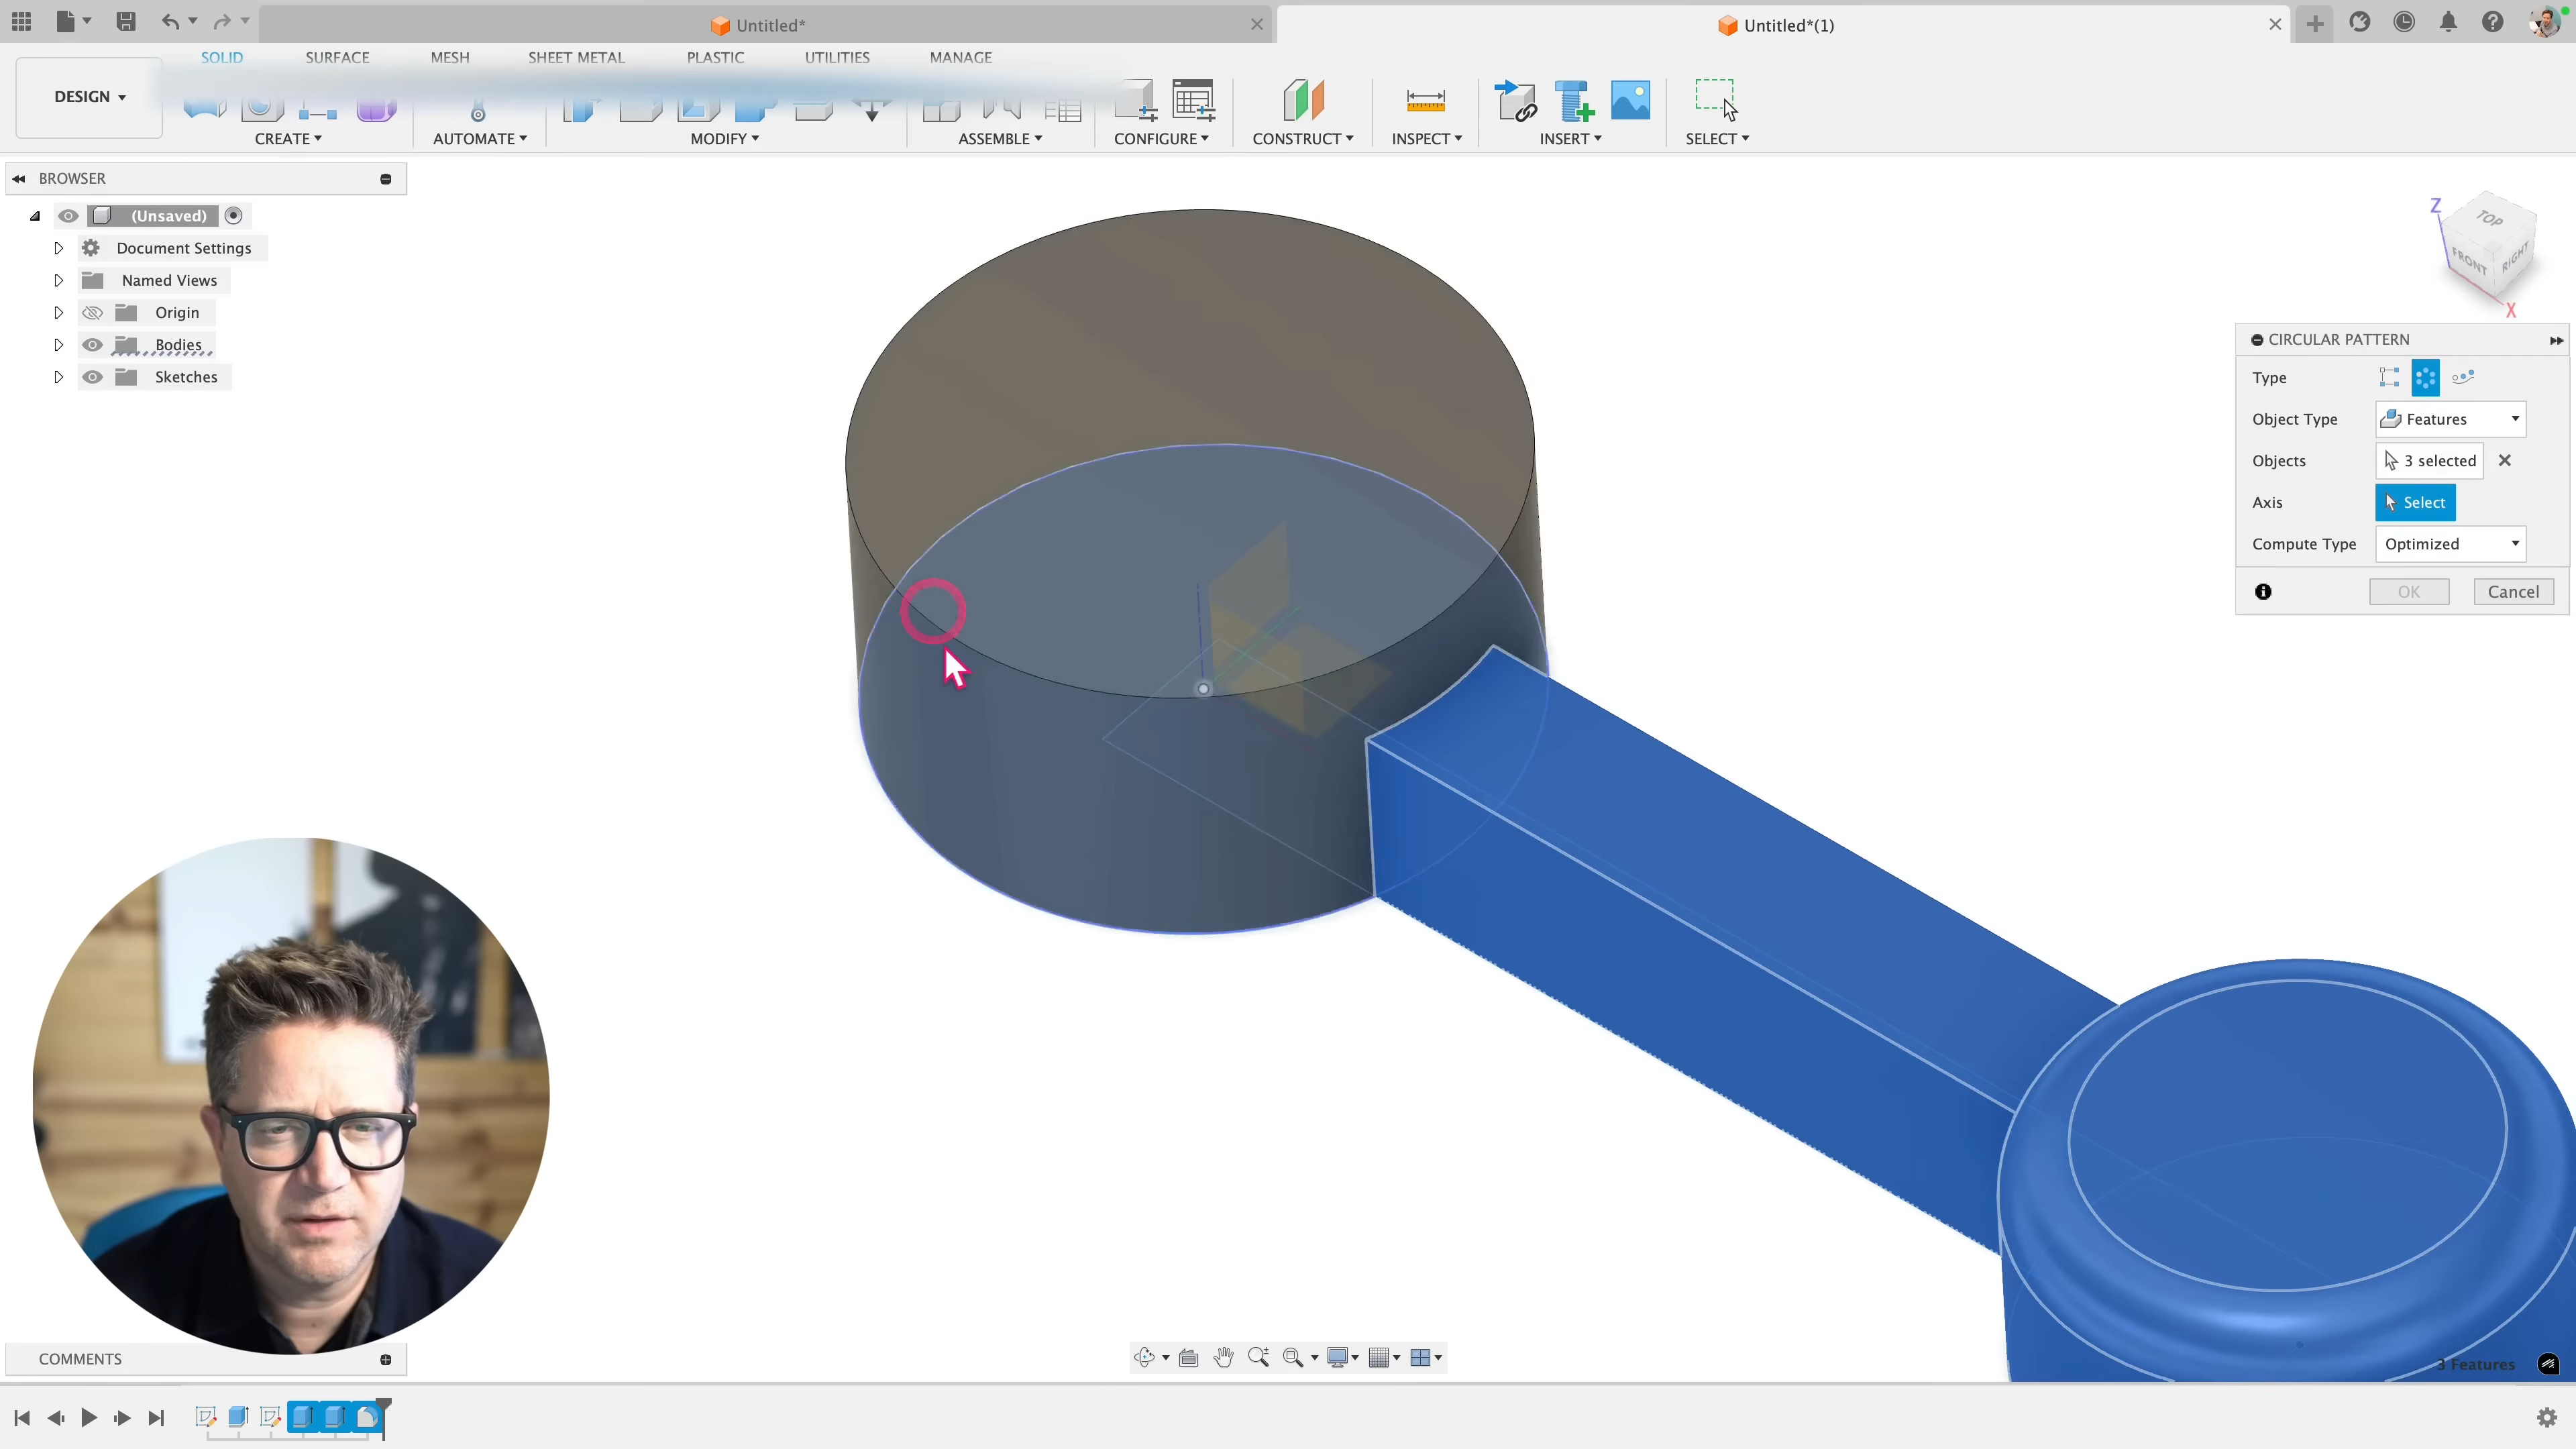 Untitled*
Untitled*(1)
SOLID SURFACE MESH SHEET METAL PLASTIC UTILITIES MANAGE
DESIGN
CREATE AUTOMATE MODIFY ASSEMBLE CONFIGURE CONSTRUCT INSPECT INSERT SELECT
BROWSER
(Unsaved)
Document Settings
Named Views
Origin
Bodies
Sketches
Z
TOP
FRONT
RIGHT
X
CIRCULAR PATTERN
Type
Object Type Features
Objects 3 selected
Axis Select
Compute Type Optimized
OK Cancel
COMMENTS
3 Features